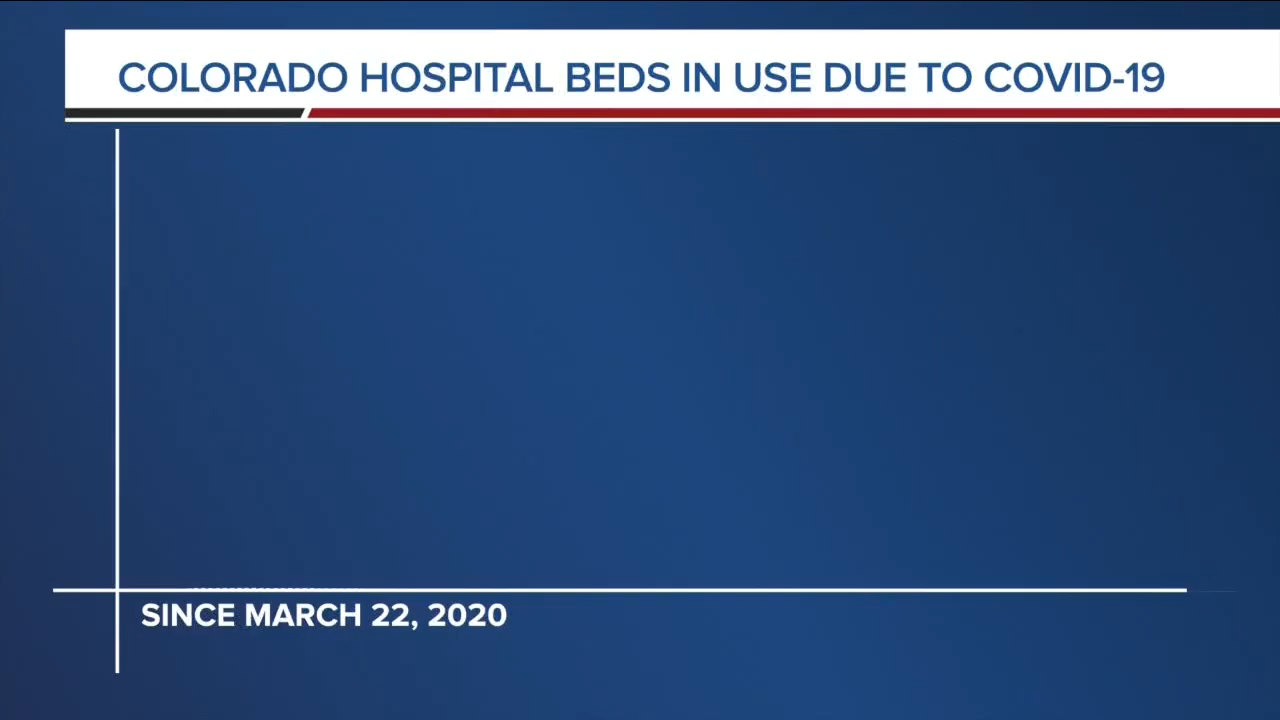 COLORADO HOSPITAL BEDS IN USE DUE TO COVID-19
SINCE MARCH 22, 2020